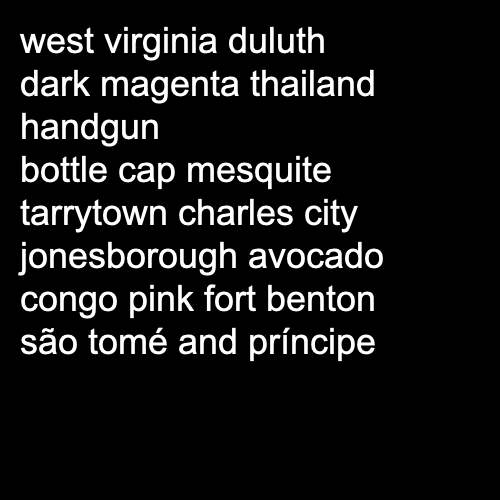 west virginia duluth
dark magenta thailand
handgun
bottle cap mesquite
tarrytown charles city
jonesborough avocado
congo pink fort benton
são tomé and príncipe